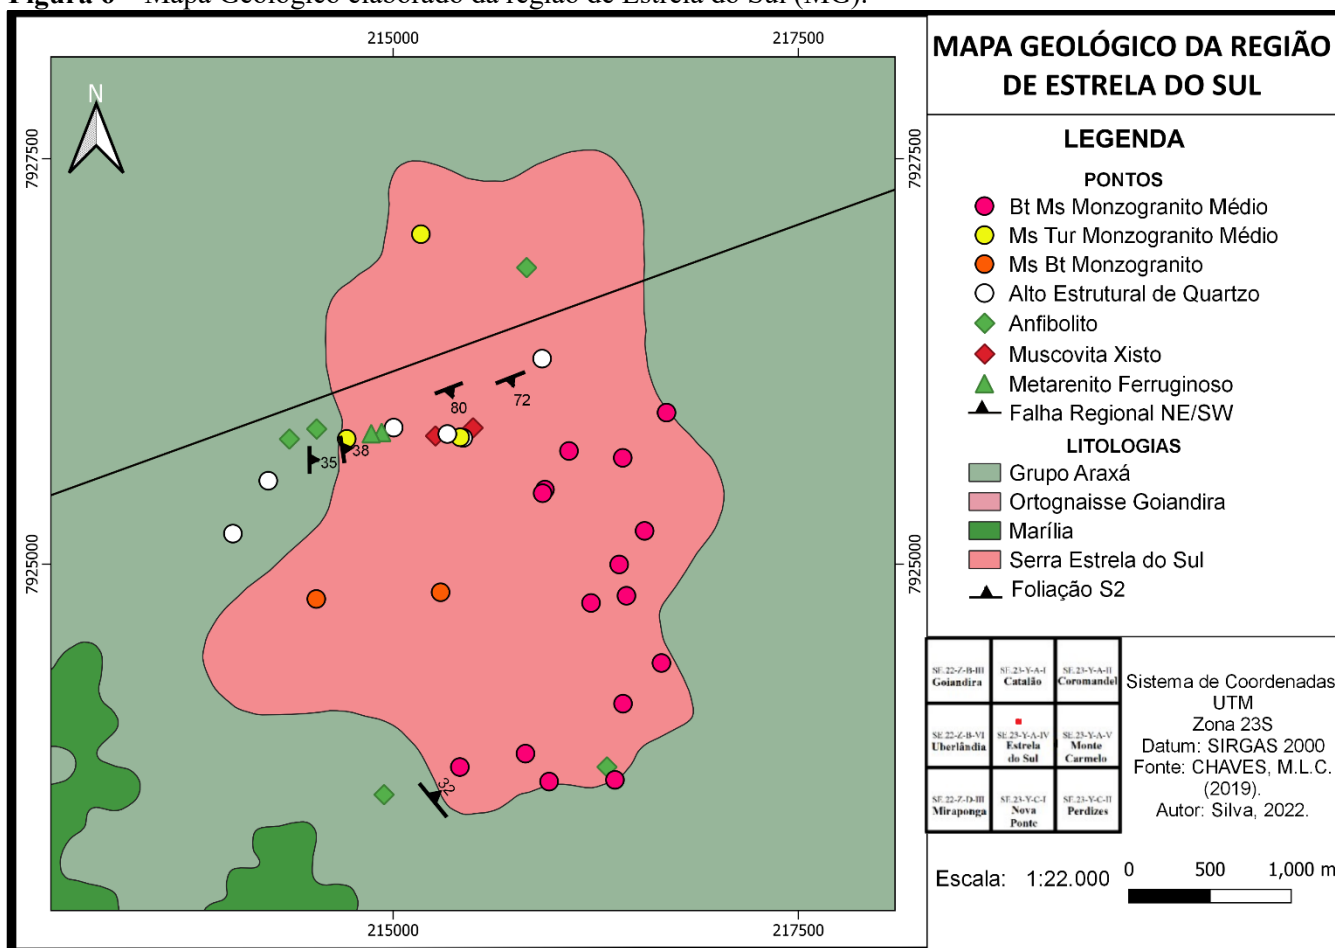 Figura 6 – Mapa Geológico elaborado da região de Estrela do Sul (MG).
215000
217500
MAPA GEOLÓGICO DA REGIÃO
DE ESTRELA DO SUL
N
7927500
7927500
LEGENDA
PONTOS
Bt Ms Monzogranito Médio
Ms Tur Monzogranito Médio
Ms Bt Monzogranito
Alto Estrutural de Quartzo
Anfibolito
Muscovita Xisto
Metarenito Ferruginoso
Falha Regional NE/SW
80
72
38
35
32
7925000
7925000
LITOLOGIAS
Grupo Araxá
Ortognaisse Goiandira
Marília
Serra Estrela do Sul
Foliação S2
SE.22-Z-B-III
Goiandira
SE.23-Y-A-I
Catalão
SE.23-Y-A-II
Coromandel
SE.22-Z-B-VI
Uberlândia
SE.23-Y-A-IV
Estrela
do Sul
SE.23-Y-A-V
Monte
Carmelo
SE.22-Z-D-III
Miraponga
SE.23-Y-C-I
Nova
Ponte
SE.23-Y-C-II
Perdizes
Sistema de Coordenadas
UTM
Zona 23S
Datum: SIRGAS 2000
Fonte: CHAVES, M.L.C.
(2019).
Autor: Silva, 2022.
Escala: 1:22.000
0 500 1,000 m
215000
217500